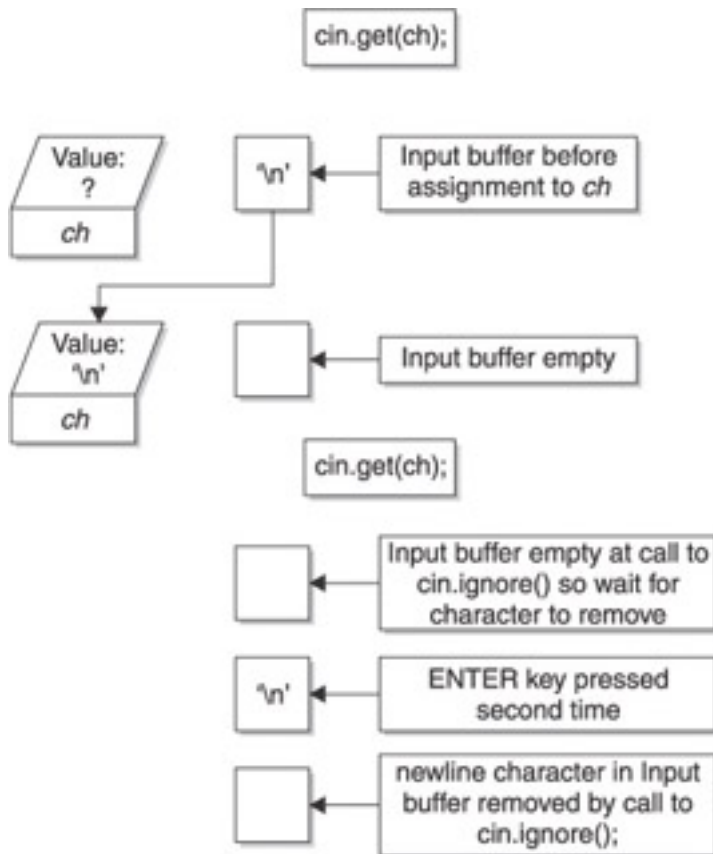 cin.get(ch);
Value:
?
ch
'\n'
Input buffer before
assignment to ch
Value:
'\n'
ch
Input buffer empty
cin.get(ch);
Input buffer empty at call to
cin.ignore() so wait for
character to remove
'\n'
ENTER key pressed
second time
newline character in Input
buffer removed by call to
cin.ignore();